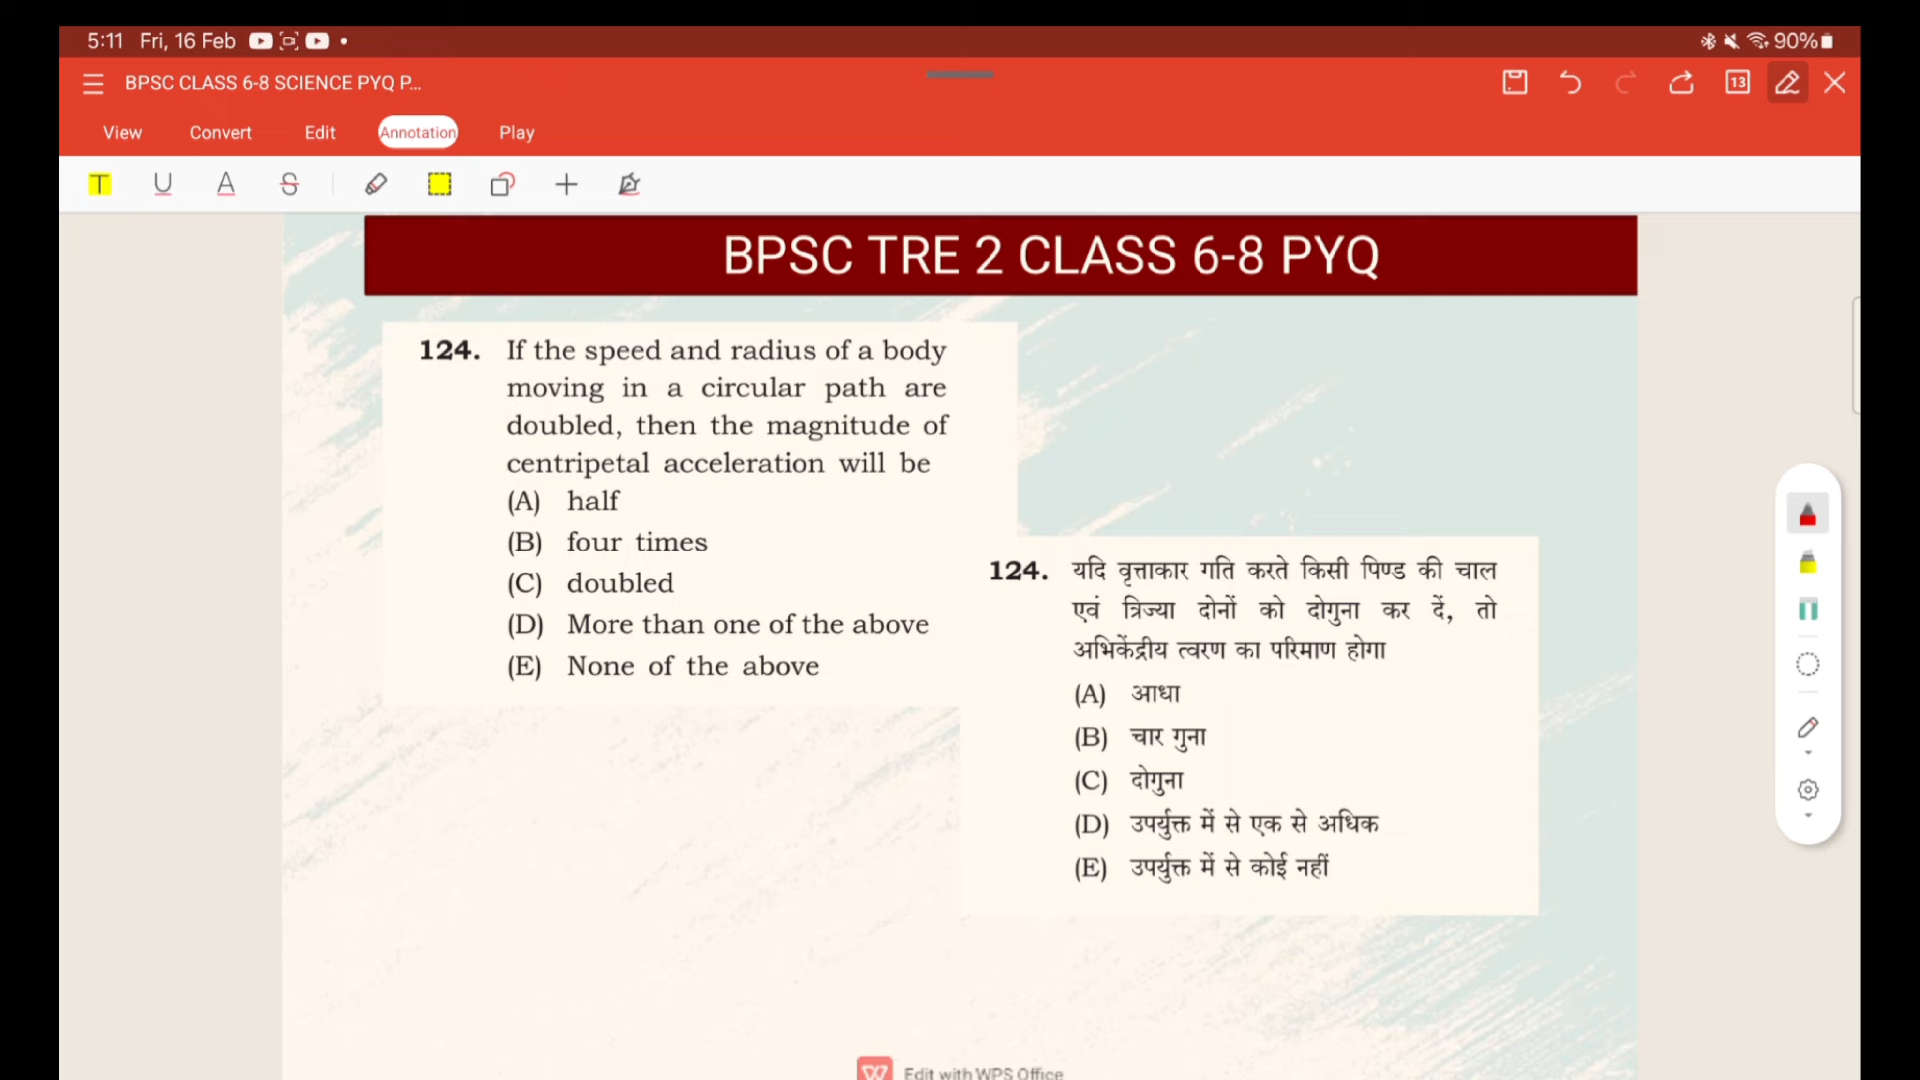 5:11 Fri, 16 Feb
90%
BPSC CLASS 6-8 SCIENCE PYQ P...
13
View Convert Edit Annotation Play
T U A S
BPSC TRE 2 CLASS 6-8 PYQ
124. If the speed and radius of a body
moving in a circular path are
doubled, then the magnitude of
centripetal acceleration will be
(A) half
(B) four times
(C) doubled
(D) More than one of the above
(E) None of the above
124. यदि वृत्ताकार गति करते किसी पिण्ड की चाल
एवं त्रिज्या दोनों को दोगुना कर दें, तो
अभिकेंद्रीय त्वरण का परिमाण होगा
(A) आधा
(B) चार गुना
(C) दोगुना
(D) उपर्युक्त में से एक से अधिक
(E) उपर्युक्त में से कोई नहीं
Edit with WPS Office